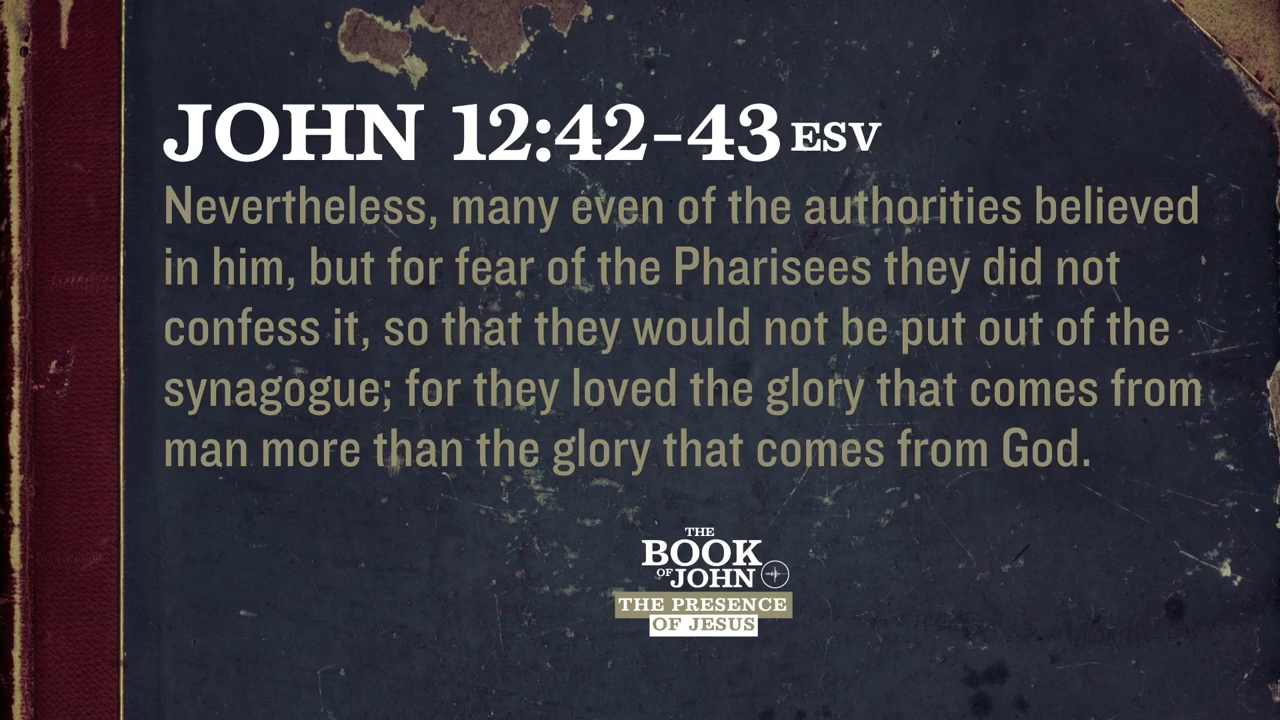 JOHN 12:42–43 ESV
Nevertheless, many even of the authorities believed
in him, but for fear of the Pharisees they did not
confess it, so that they would not be put out of the
synagogue; for they loved the glory that comes from
man more than the glory that comes from God.
THE
BOOK
OF JOHN
THE PRESENCE
OF JESUS